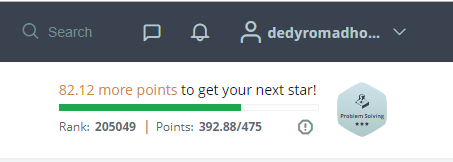 Search dedyromadho...
82.12 more points to get your next star!
Rank: 205049 | Points: 392.88/475
Problem Solving